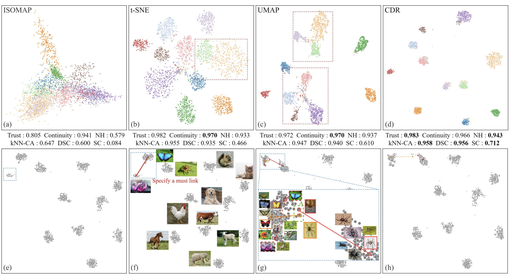 ISOMAP
t-SNE
UMAP
CDR
(a)
(b)
(c)
(d)
Trust : 0.805 Continuity : 0.941 NH : 0.579
kNN-CA : 0.647 DSC : 0.600 SC : 0.084
Trust : 0.982 Continuity : 0.970 NH : 0.933
kNN-CA : 0.955 DSC : 0.935 SC : 0.466
Trust : 0.972 Continuity : 0.970 NH : 0.937
kNN-CA : 0.947 DSC : 0.940 SC : 0.610
Trust : 0.983 Continuity : 0.966 NH : 0.943
kNN-CA : 0.958 DSC : 0.956 SC : 0.712
Specify a must link
(e)
(f)
(g)
(h)